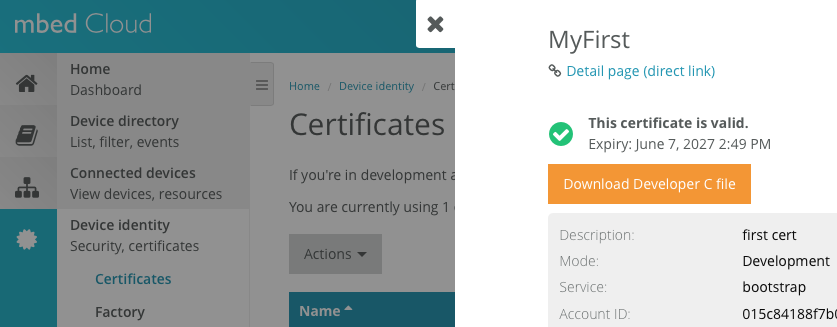 mbed Cloud
Home
Dashboard
Device directory
List, filter, events
Connected devices
View devices, resources
Device identity
Security, certificates
Certificates
Factory
Home / Device identity / Cert
Certificates
If you're in development a
You are currently using 1
Actions
Name
MyFirst
Detail page (direct link)
This certificate is valid.
Expiry: June 7, 2027 2:49 PM
Download Developer C file
Description: first cert
Mode: Development
Service: bootstrap
Account ID: 015c84188f7b